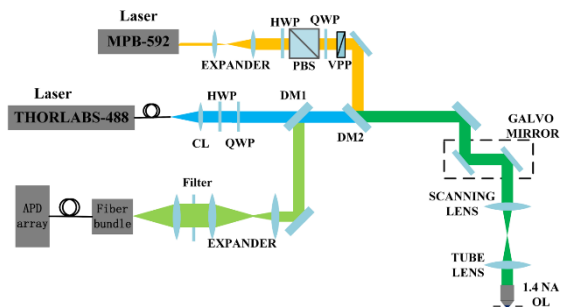 Laser
MPB-592
EXPANDER
HWP
PBS
QWP
VPP
Laser
THORLABS-488
CL
HWP
QWP
DM1
DM2
GALVO
MIRROR
APD
array
Fiber
bundle
Filter
EXPANDER
SCANNING
LENS
TUBE
LENS
1.4 NA
OL